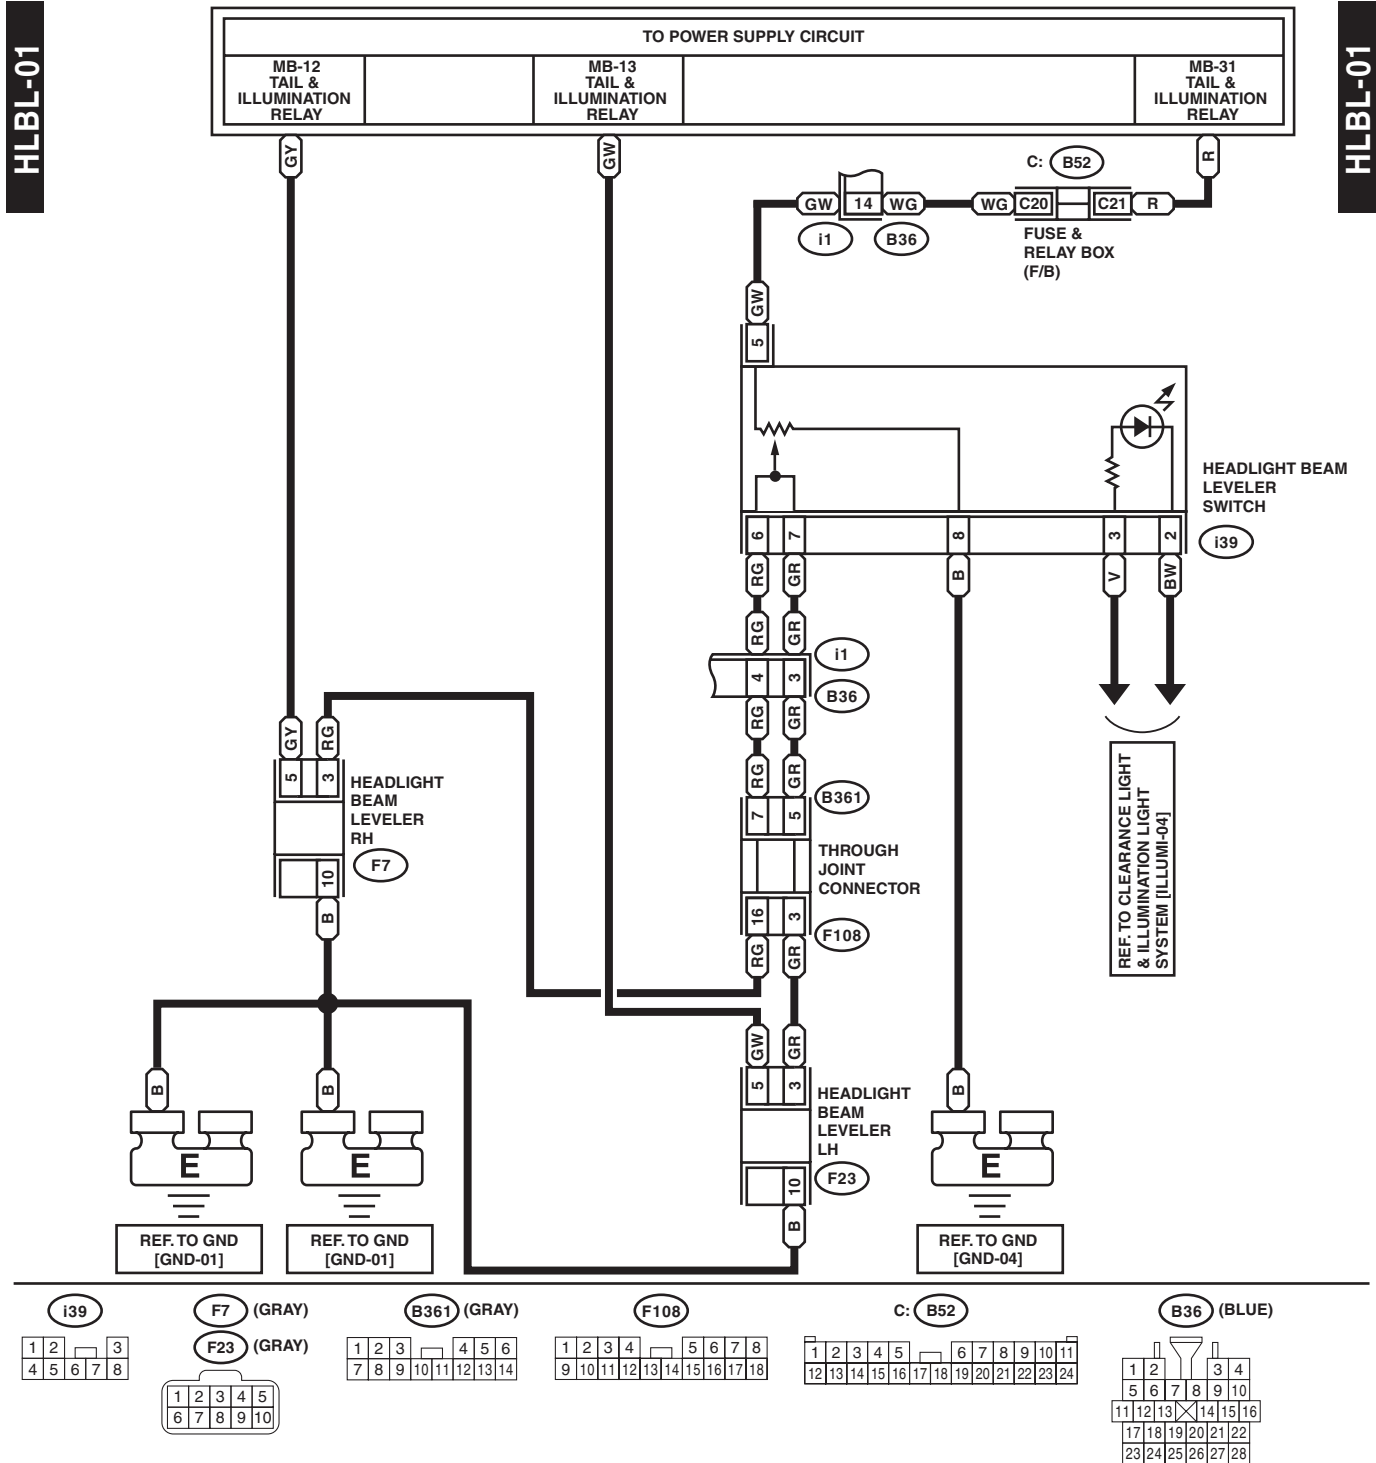 HLBL-01
HLBL-01
TO POWER SUPPLY CIRCUIT
MB-12
TAIL &
ILLUMINATION
RELAY
MB-13
TAIL &
ILLUMINATION
RELAY
MB-31
TAIL &
ILLUMINATION
RELAY
GY
GW
R
C: B52
GW 14 WG WG C20 C21 R
i1 B36
FUSE &
RELAY BOX
(F/B)
GW
5
HEADLIGHT BEAM
LEVELER
SWITCH
i39
6 7 8 3 2
RG GR B V BW
RG GR
i1
4 3
B36
RG GR
GY RG
5 3
HEADLIGHT
BEAM
LEVELER
RH
F7
10
B
RG GR
B361
7 5
THROUGH
JOINT
CONNECTOR
16 3
F108
RG GR
REF. TO CLEARANCE LIGHT
& ILLUMINATION LIGHT
SYSTEM [ILLUMI-04]
GW GR
5 3
HEADLIGHT
BEAM
LEVELER
LH
F23
10
B
B B B
E E E
REF. TO GND
[GND-01]
REF. TO GND
[GND-01]
REF. TO GND
[GND-04]
i39
1 2 3
4 5 6 7 8
F7 (GRAY)
F23 (GRAY)
1 2 3 4 5
6 7 8 9 10
B361 (GRAY)
1 2 3 4 5 6
7 8 9 10 11 12 13 14
F108
1 2 3 4 5 6 7 8
9 10 11 12 13 14 15 16 17 18
C: B52
1 2 3 4 5 6 7 8 9 10 11
12 13 14 15 16 17 18 19 20 21 22 23 24
B36 (BLUE)
1 2 3 4
5 6 7 8 9 10
11 12 13 14 15 16
17 18 19 20 21 22
23 24 25 26 27 28